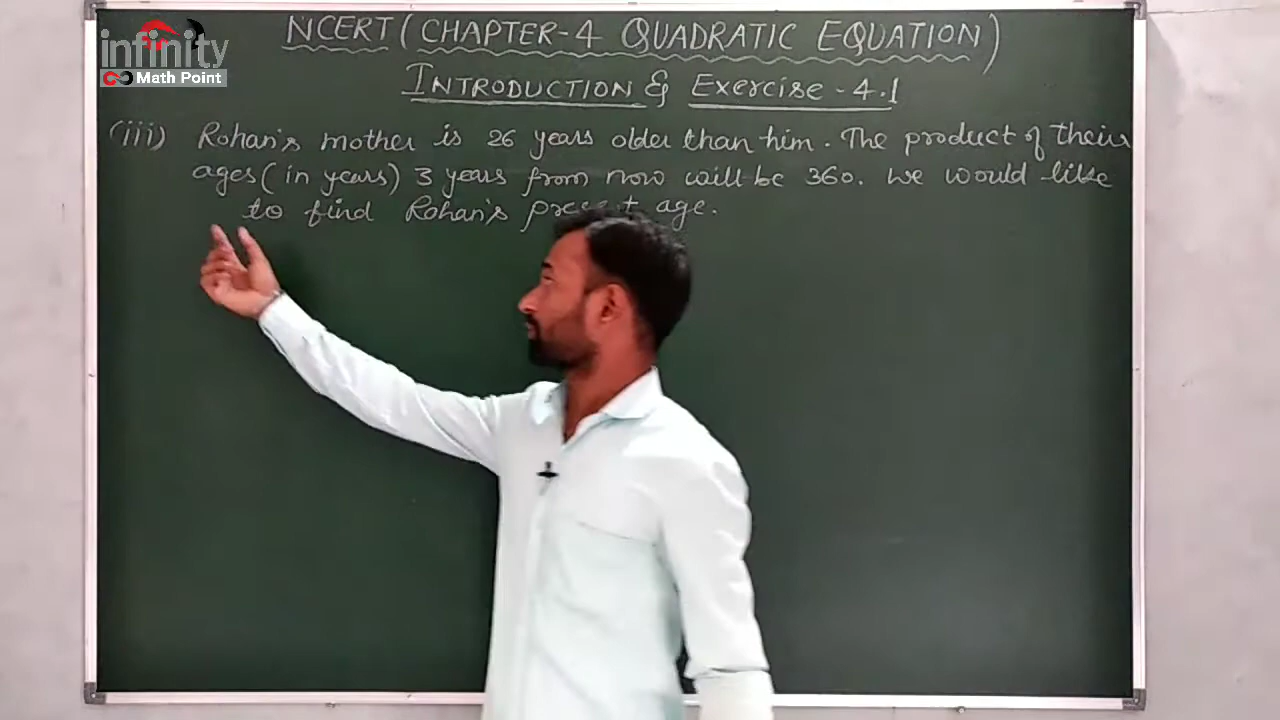 infinity
Math Point
NCERT (CHAPTER-4 QUADRATIC EQUATION)
INTRODUCTION & Exercise - 4.1
(iii) Rohan's mother is 26 years older than him. The product of their
ages (in years) 3 years from now will be 360. We would like
to find Rohan's present age.